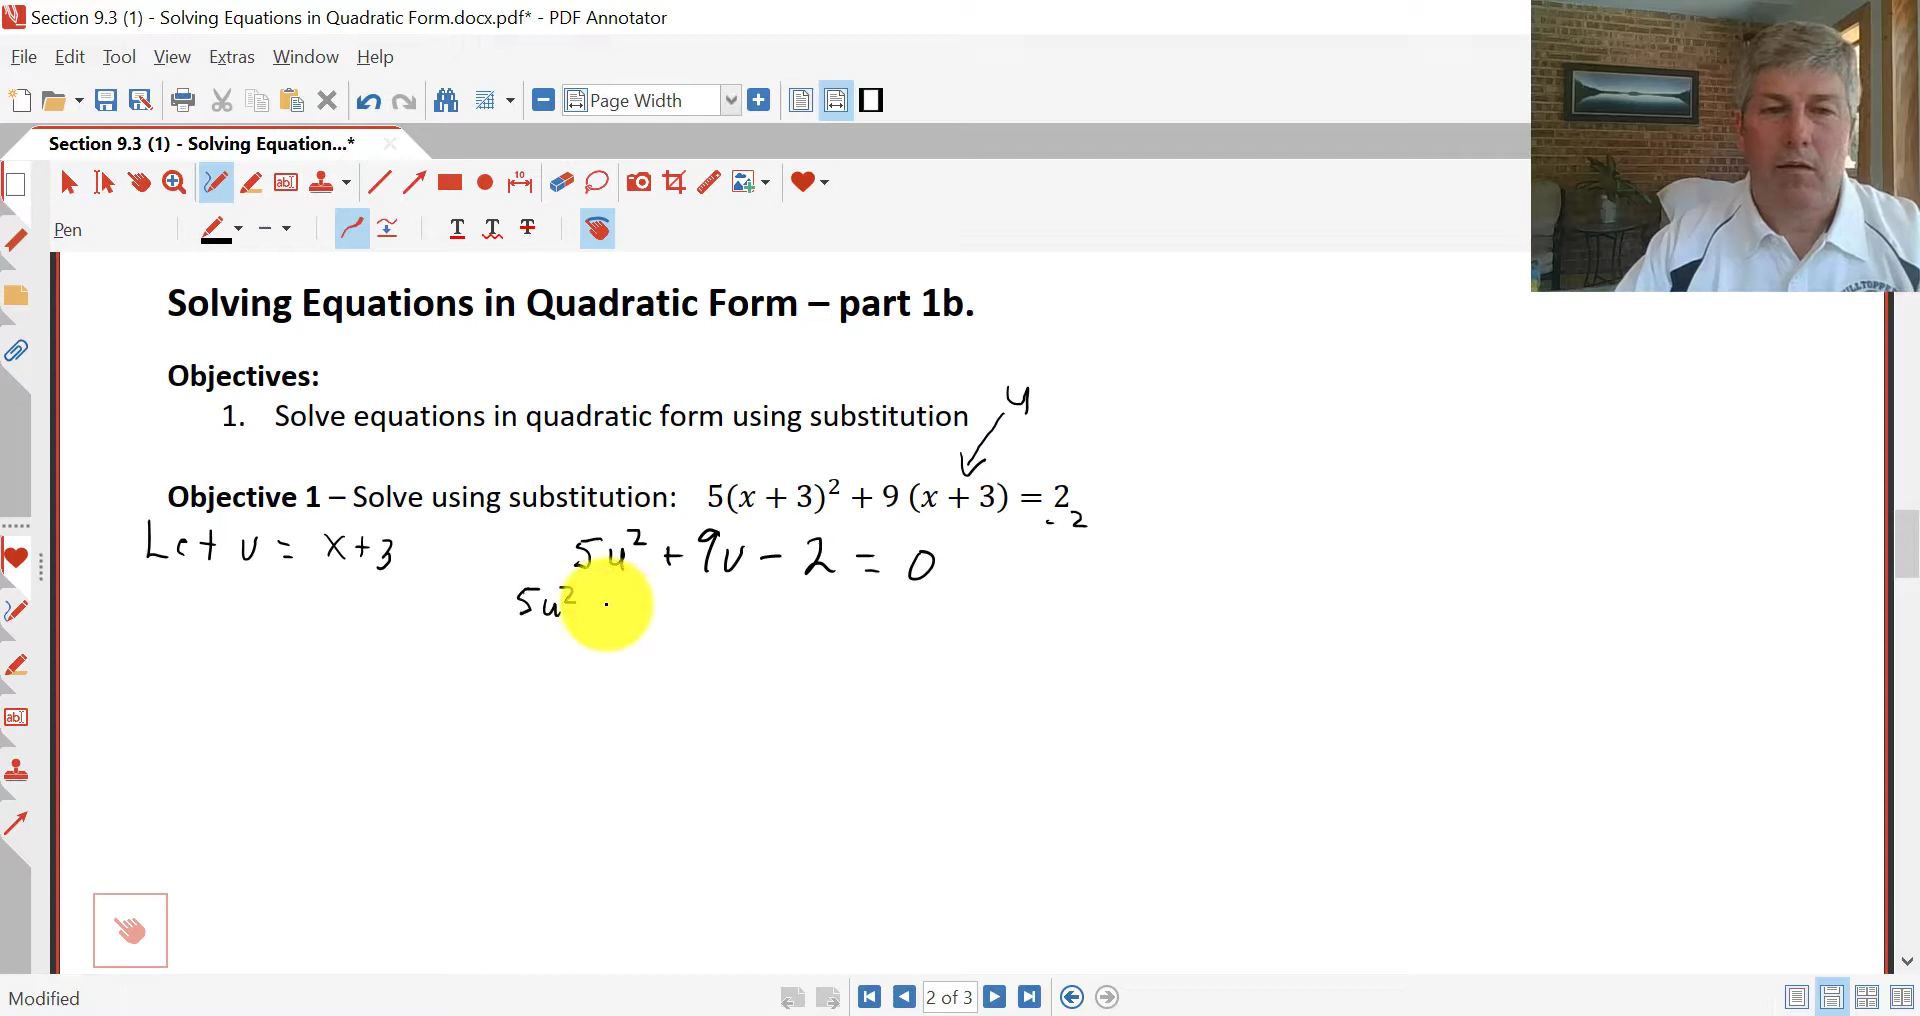 Section 9.3 (1) - Solving Equations in Quadratic Form.docx.pdf* - PDF Annotator
File Edit Tool View Extras Window Help
Page Width
Section 9.3 (1) - Solving Equation...*
10
Pen
T T T
Solving Equations in Quadratic Form – part 1b.
Objectives:
u
1. Solve equations in quadratic form using substitution
Objective 1 – Solve using substitution: 5(x + 3)² + 9 (x + 3) = 2
- 2
Let u = x+3 5u² + 9u - 2 = 0
5u²
Modified
2 of 3